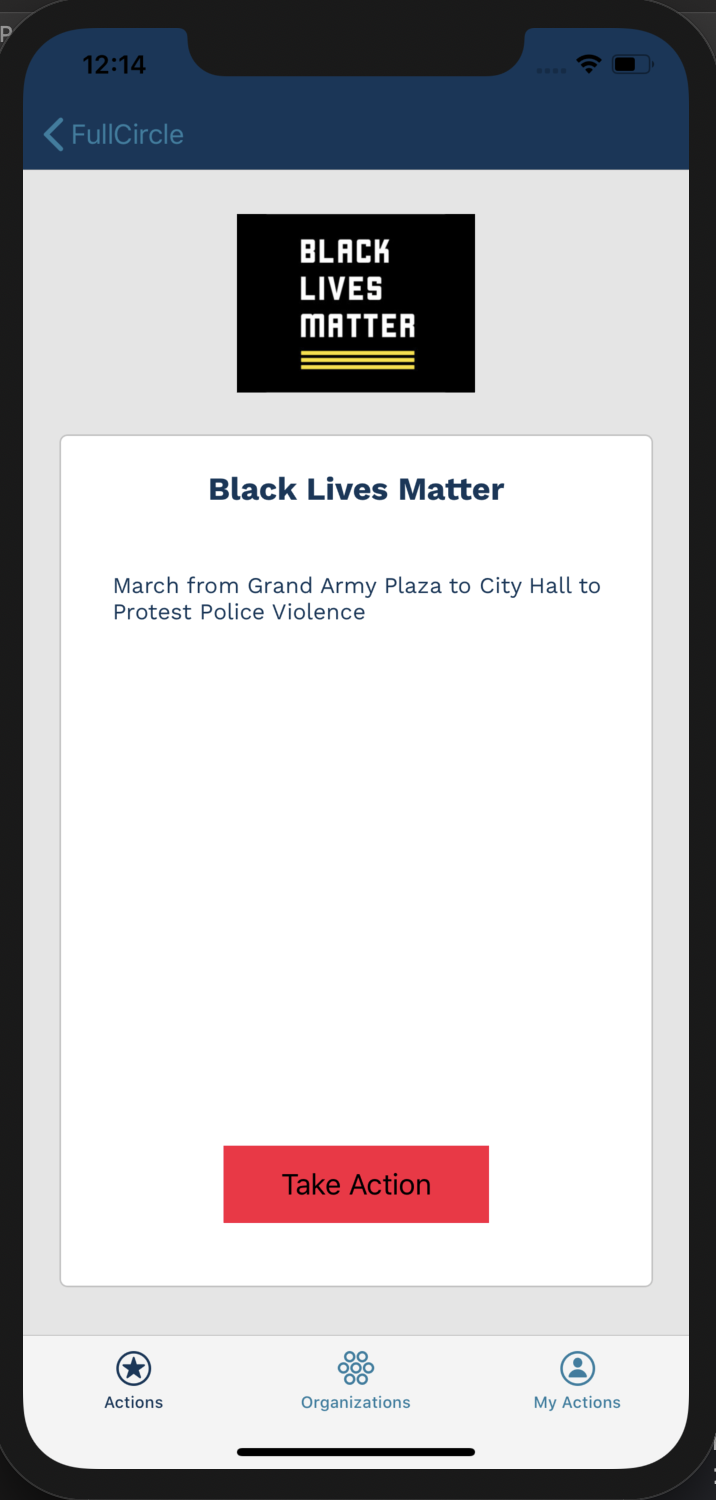 12:14
FullCircle
BLACK
LIVES
MATTER
Black Lives Matter
March from Grand Army Plaza to City Hall to
Protest Police Violence
Take Action
Actions
Organizations
My Actions